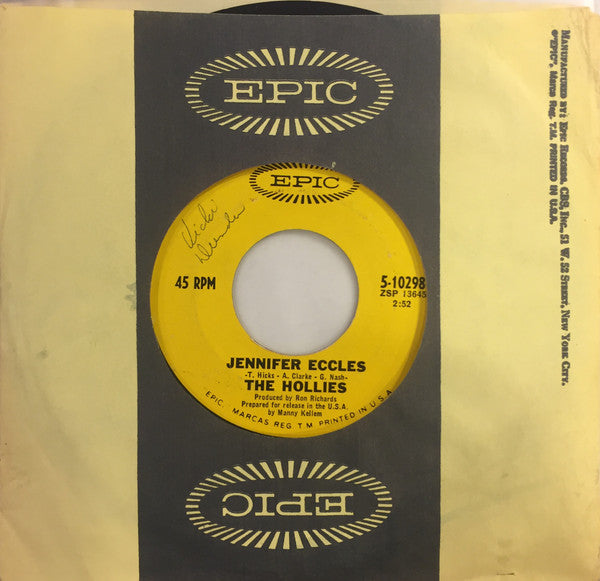 EPIC
MANUFACTURED BY: EPIC RECORDS, CBS, INC., 51 W. 52 STREET, NEW YORK CITY.
®"EPIC", MARCAS REG. T.M. PRINTED IN U.S.A.
EPIC
Vicki
45 RPM
5-10298
ZSP 13645
2:52
JENNIFER ECCLES
-T. Hicks - A. Clarke - G. Nash-
THE HOLLIES
Produced by Ron Richards
Prepared for release in the U.S.A.
by Manny Kellem
EPIC. MARCAS REG. T M PRINTED IN U.S.A.
EPIC